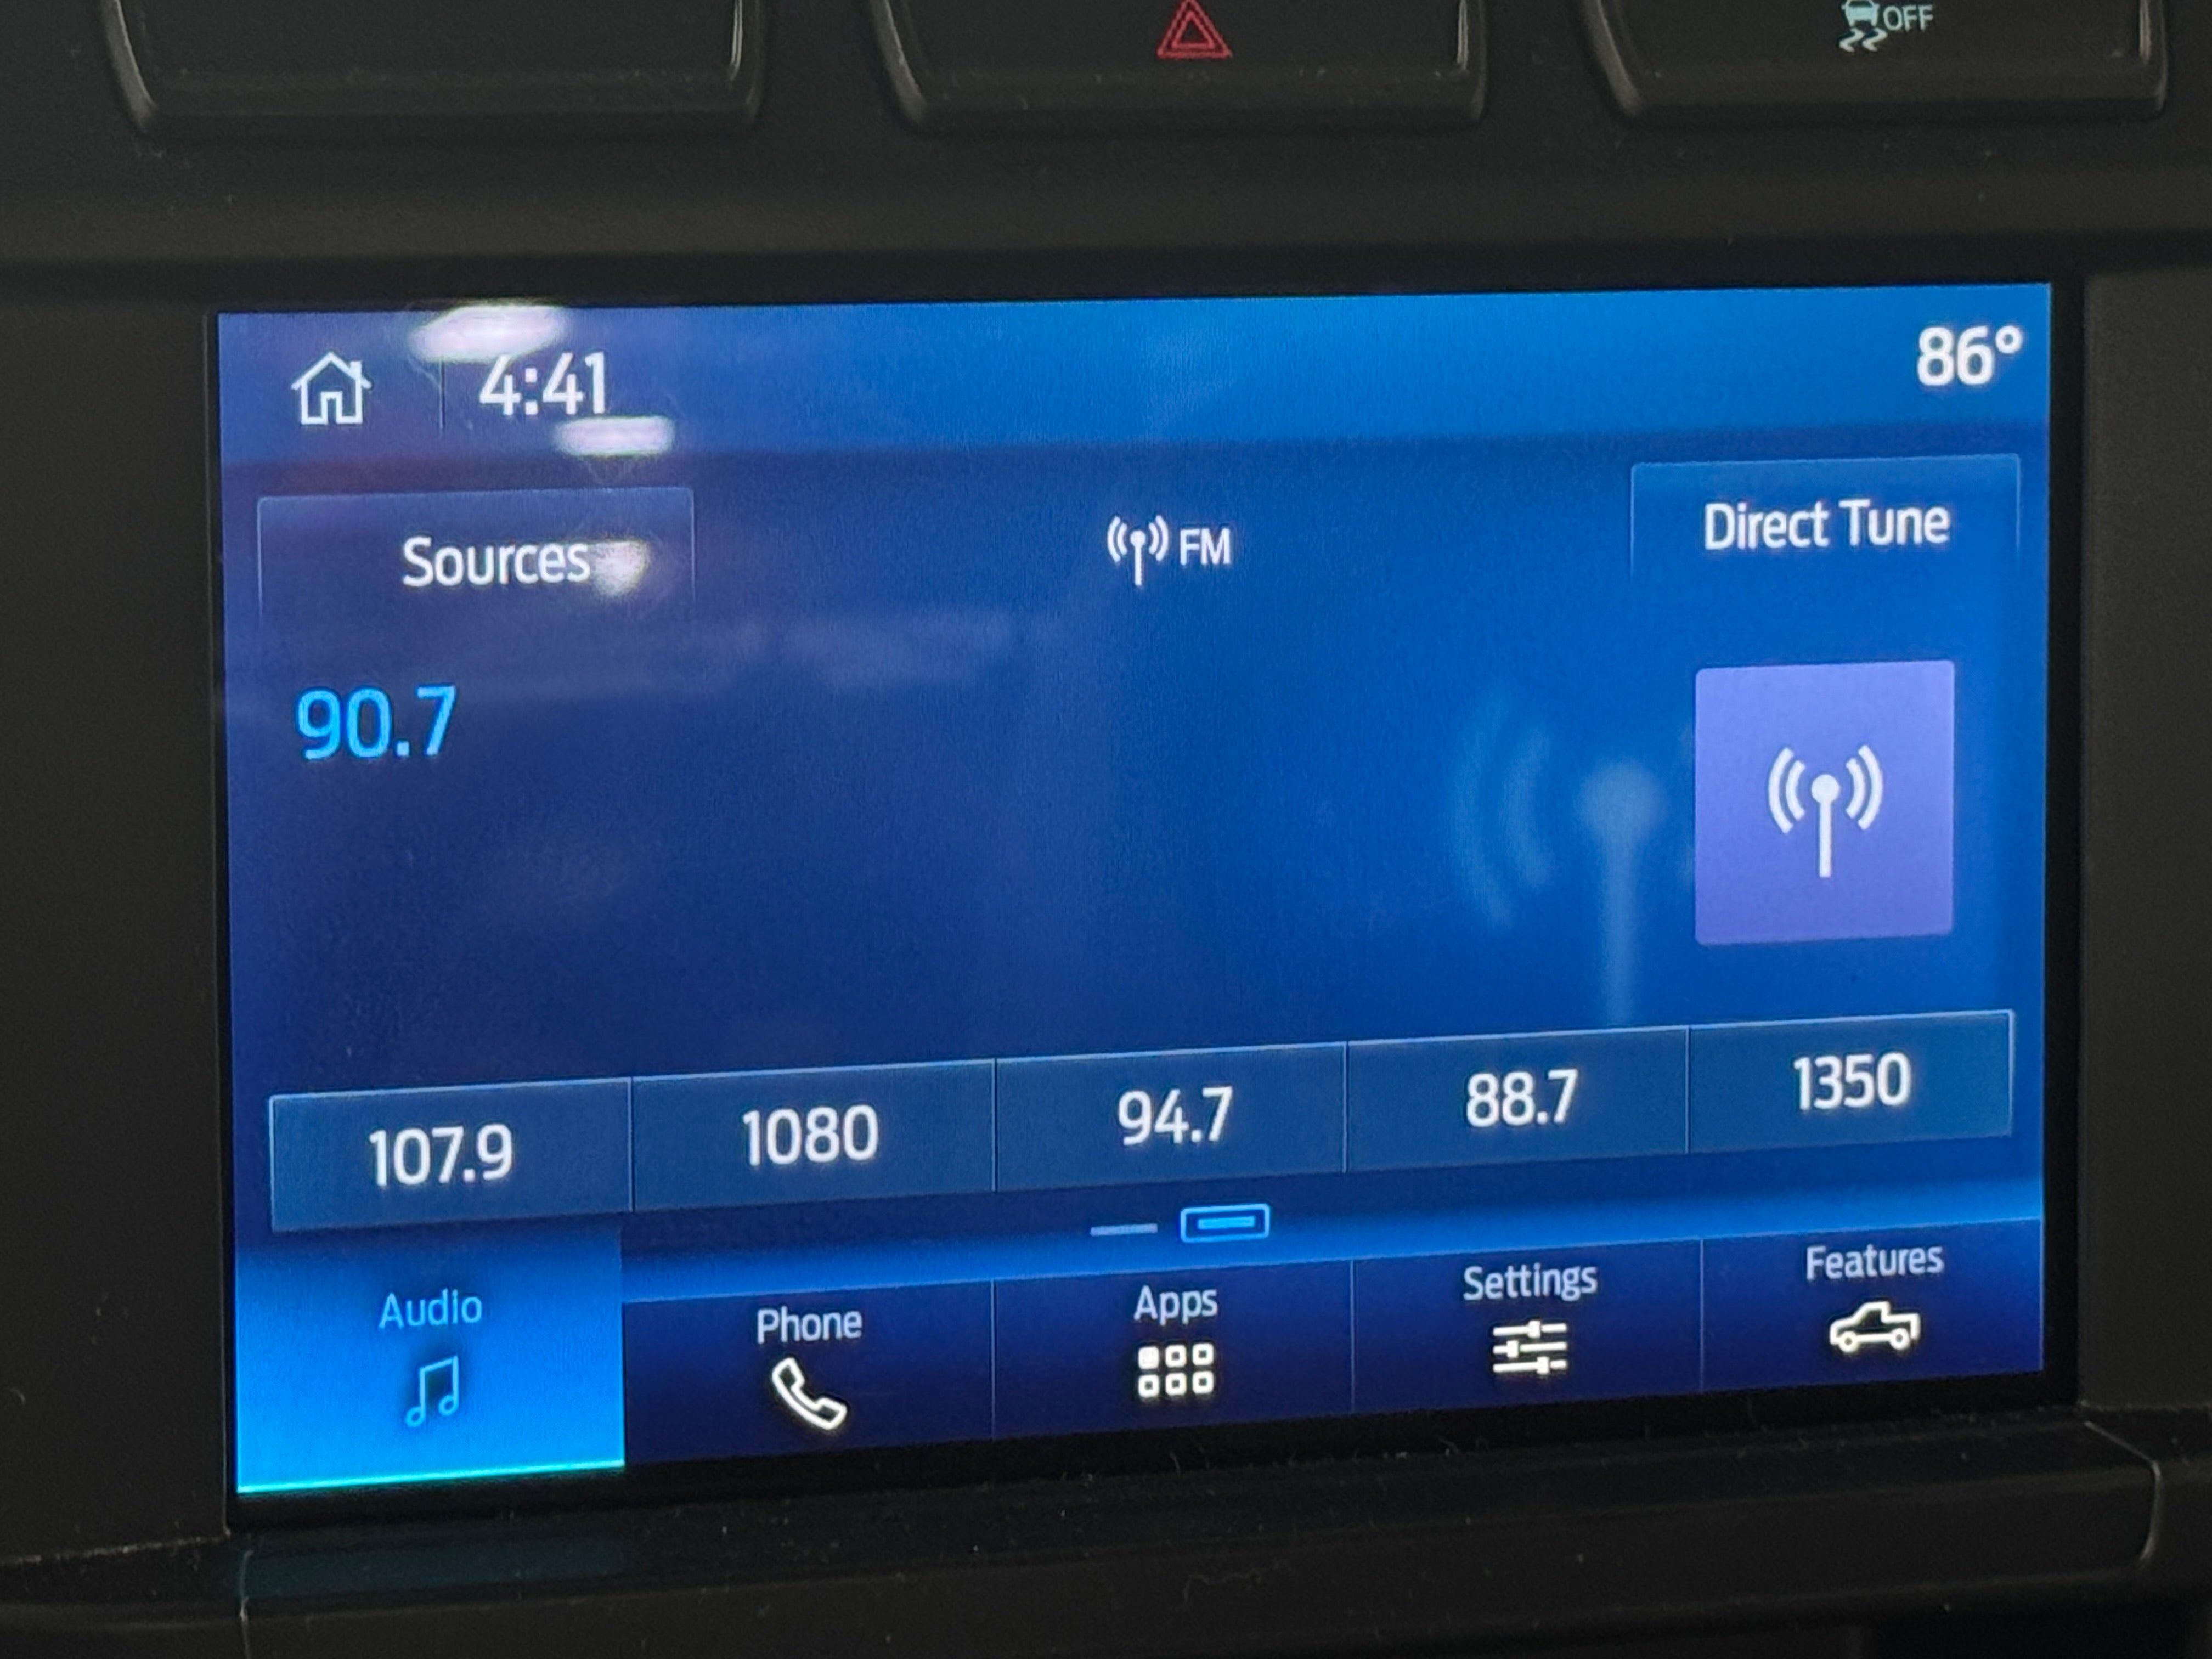 OFF
4:41
86°
Sources
FM
Direct Tune
90.7
107.9
1080
94.7
88.7
1350
Audio
Phone
Apps
Settings
Features